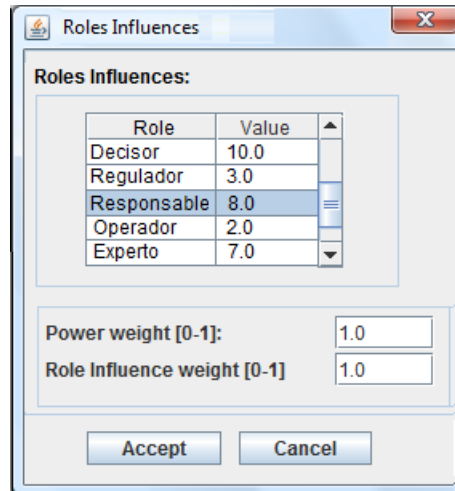 Roles Influences
Roles Influences:
Role Value
Decisor 10.0
Regulador 3.0
Responsable 8.0
Operador 2.0
Experto 7.0
Power weight [0-1]: 1.0
Role Influence weight [0-1] 1.0
Accept Cancel